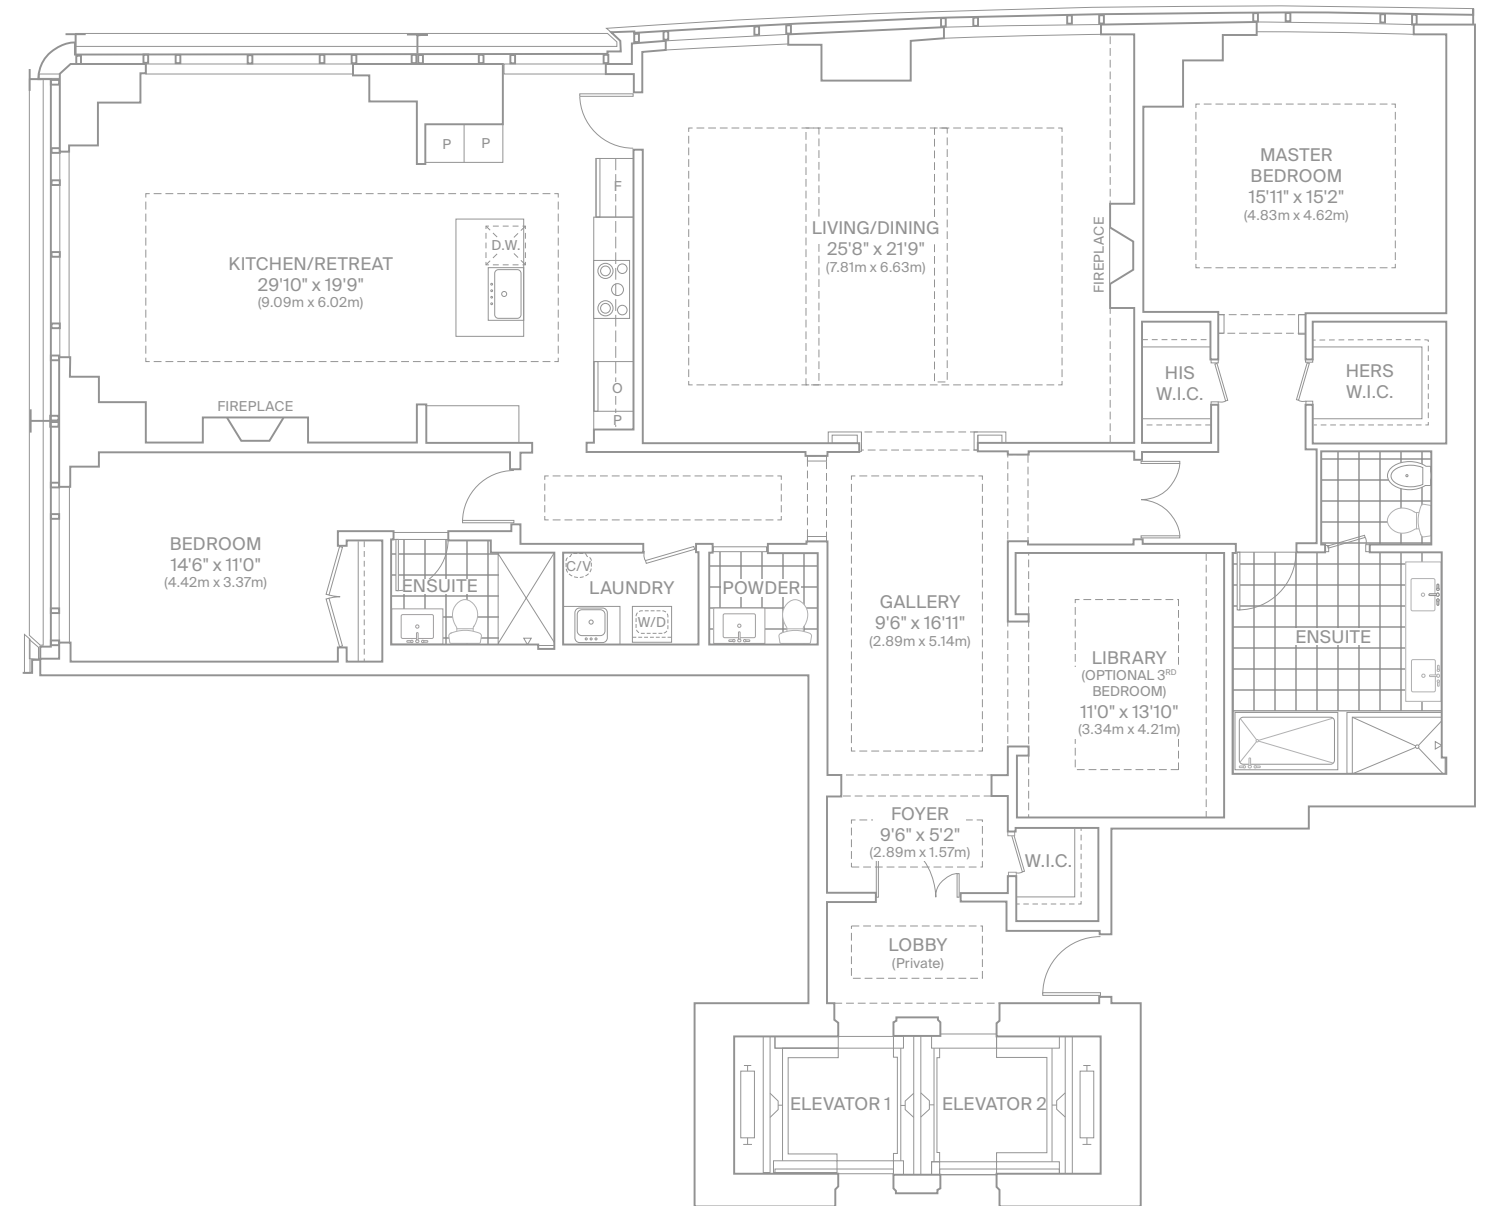 P P
MASTER
BEDROOM
15'11" x 15'2"
(4.83m x 4.62m)
F
LIVING/DINING
25'8" x 21'9"
(7.81m x 6.63m)
FIREPLACE
D.W.
KITCHEN/RETREAT
29'10" x 19'9"
(9.09m x 6.02m)
O
P
FIREPLACE
HIS
W.I.C.
HERS
W.I.C.
BEDROOM
14'6" x 11'0"
(4.42m x 3.37m)
ENSUITE
C/V
LAUNDRY
W/D
POWDER
GALLERY
9'6" x 16'11"
(2.89m x 5.14m)
LIBRARY
(OPTIONAL 3RD
BEDROOM)
11'0" x 13'10"
(3.34m x 4.21m)
ENSUITE
FOYER
9'6" x 5'2"
(2.89m x 1.57m)
W.I.C.
LOBBY
(Private)
ELEVATOR 1
ELEVATOR 2